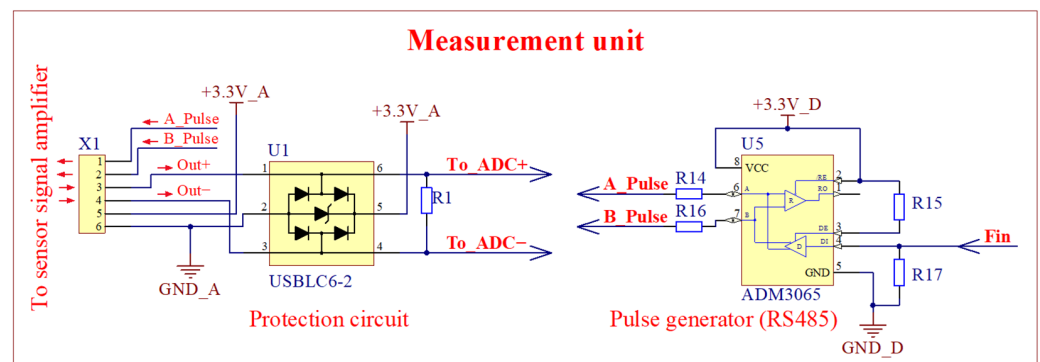 Measurement unit
To sensor signal amplifier
X1
1
2
3
4
5
6
A_Pulse
B_Pulse
Out+
Out−
+3.3V_A
GND_A
U1
1
2
3
6
5
4
USBLC6-2
+3.3V_A
To_ADC+
R1
To_ADC−
Protection circuit
A_Pulse
B_Pulse
R14
R16
+3.3V_D
U5
8
VCC
6
A
7
B
R
D
/RE
2
RO
1
DE
3
DI
4
GND
5
ADM3065
R15
Fin
R17
GND_D
Pulse generator (RS485)